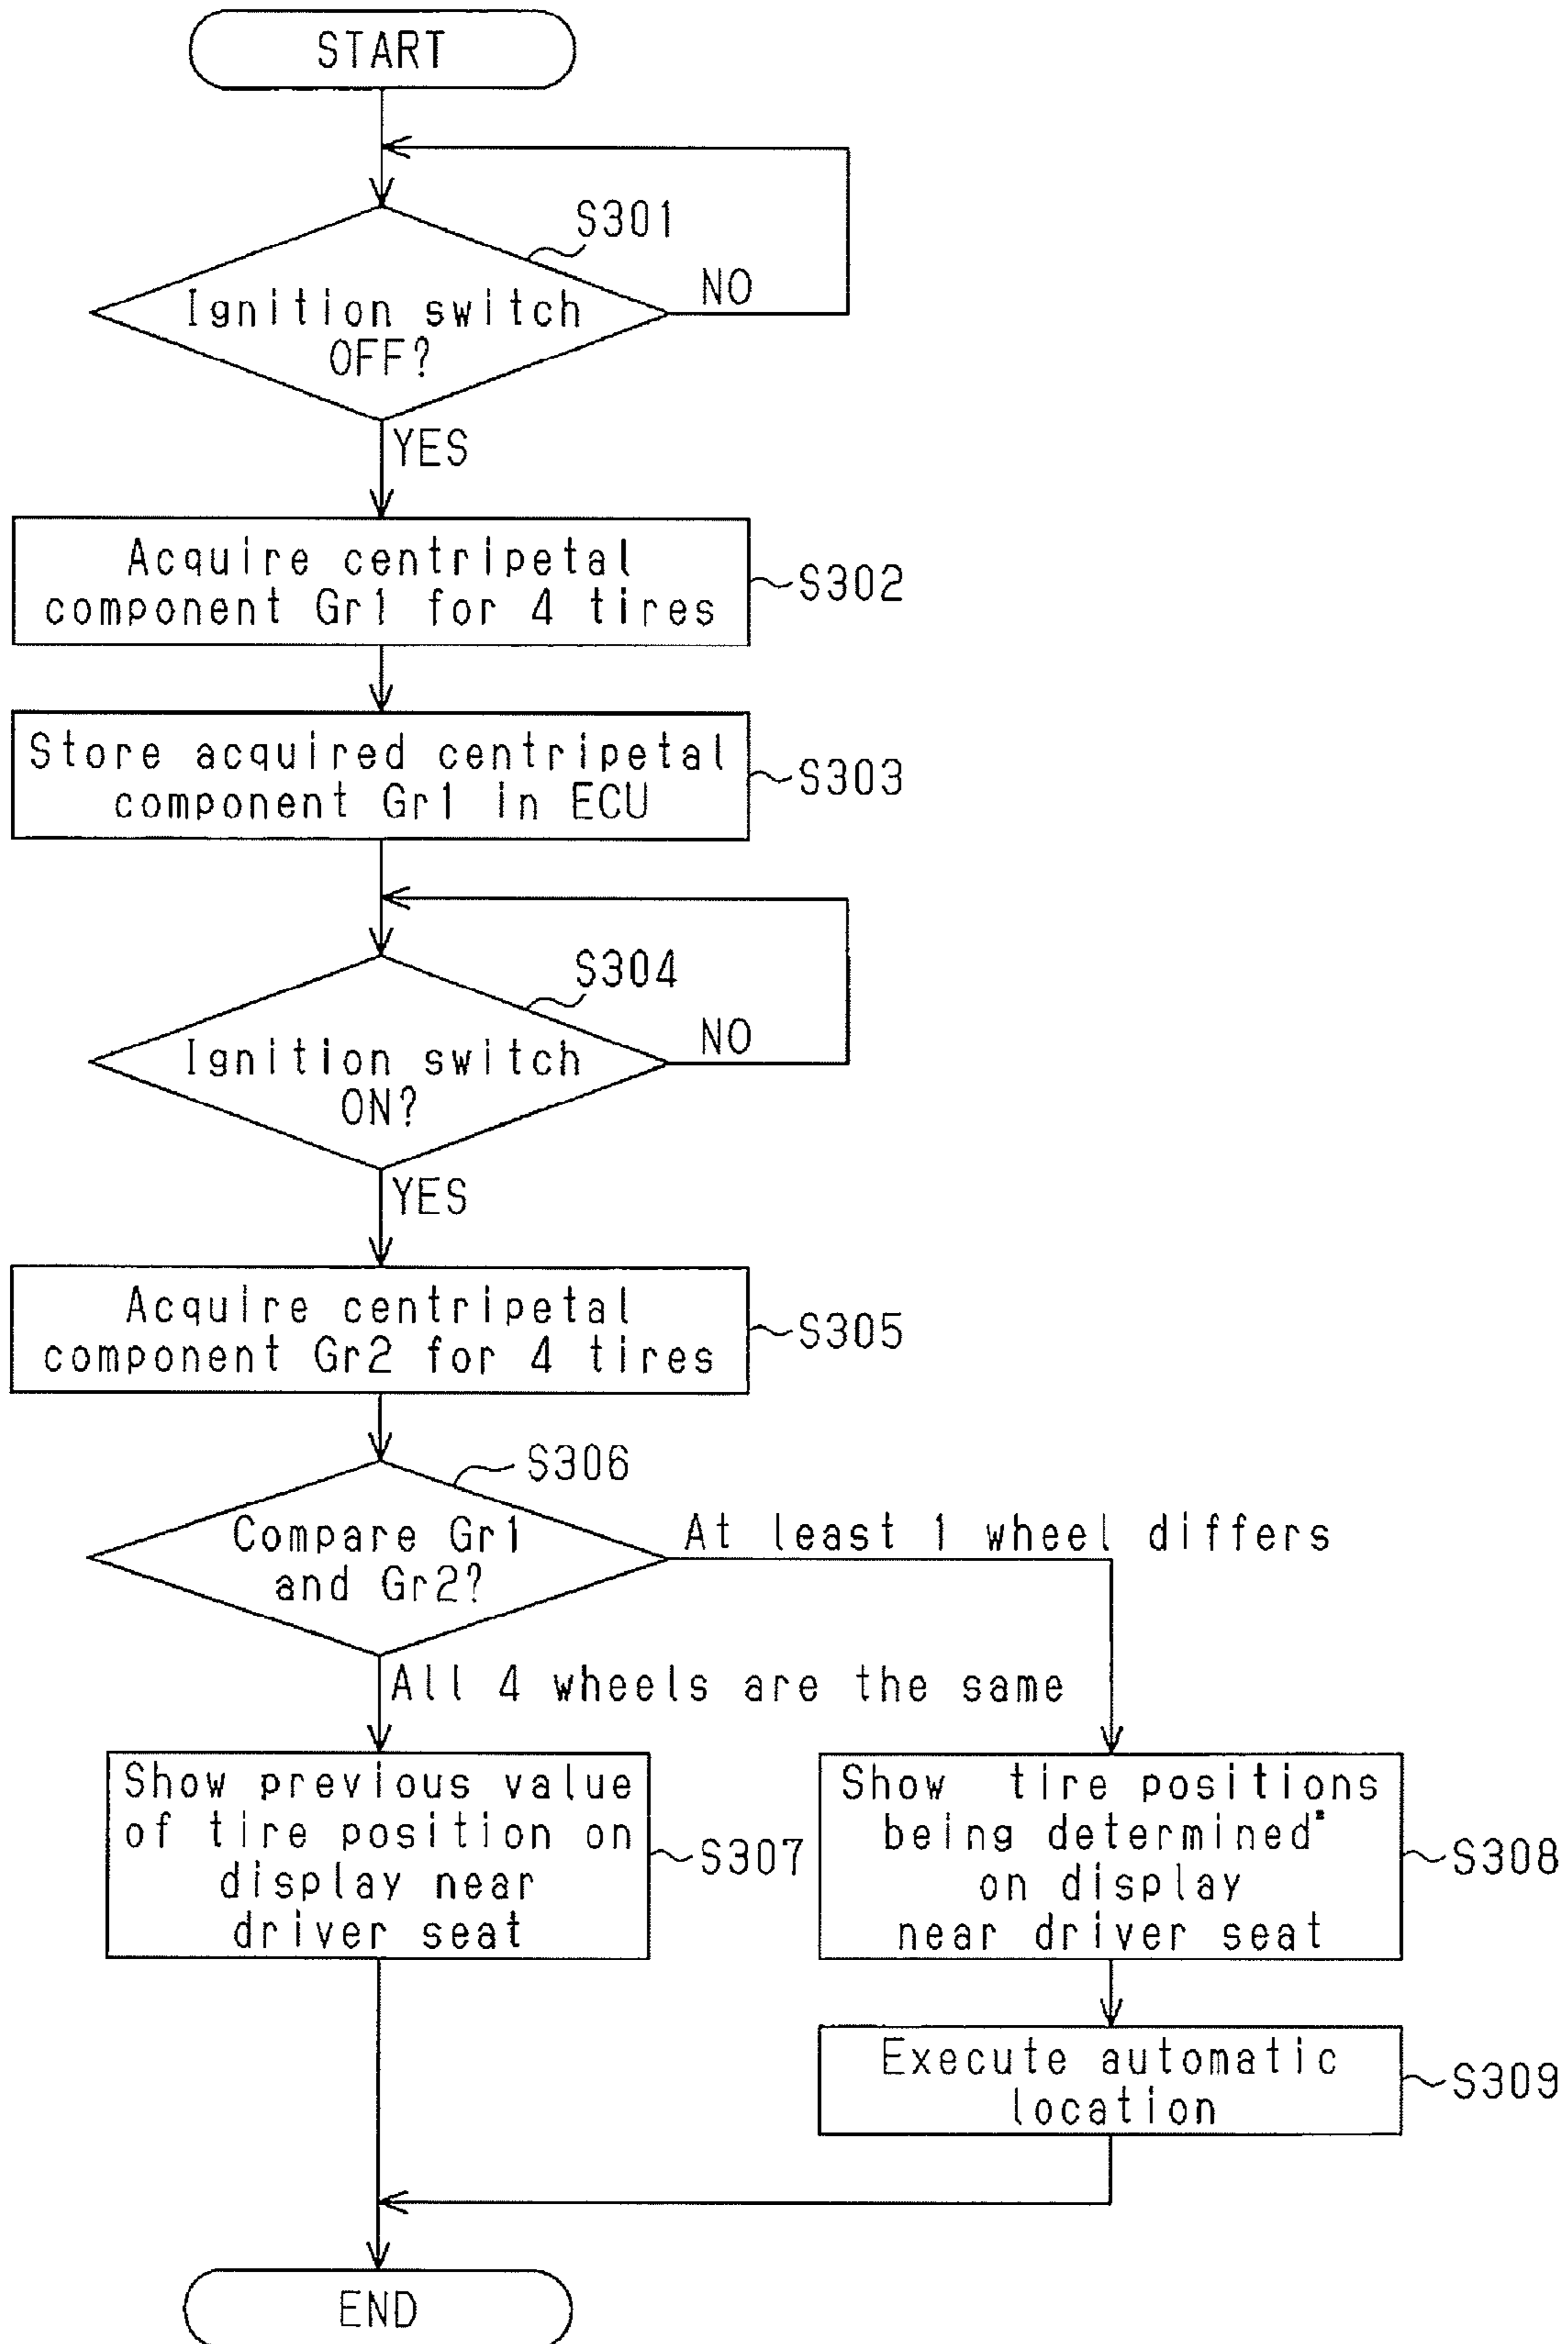 START
S301
NO
Ignition switch
OFF?
YES
Acquire centripetal
component Gr1 for 4 tires
S302
Store acquired centripetal
component Gr1 in ECU
S303
S304
NO
Ignition switch
ON?
YES
Acquire centripetal
component Gr2 for 4 tires
S305
S306
Compare Gr1
and Gr2?
At least 1 wheel differs
All 4 wheels are the same
Show previous value
of tire position on
display near
driver seat
S307
Show tire positions
being determined"
on display
near driver seat
S308
Execute automatic
location
S309
END